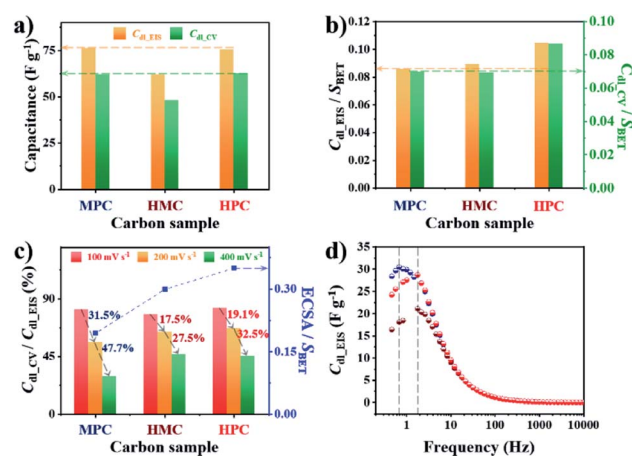 a)
C_dl_EIS C_dl_CV
Capacitance (F g⁻¹)
75
50
25
0
MPC HMC HPC
Carbon sample
b)
C_dl_EIS / S_BET
0.12
0.10
0.08
0.06
0.04
0.02
0.00
C_dl_CV / S_BET
0.10
0.08
0.06
0.04
0.02
0.00
MPC HMC HPC
Carbon sample
c)
100 mV s⁻¹ 200 mV s⁻¹ 400 mV s⁻¹
C_dl_CV / C_dl_EIS (%)
90
45
0
31.5%
47.7%
17.5%
27.5%
19.1%
32.5%
ECSA / S_BET
0.30
0.15
0.00
MPC HMC HPC
Carbon sample
d)
C_dl_EIS (F g⁻¹)
35
30
25
20
15
10
5
0
1 10 100 1000 10000
Frequency (Hz)